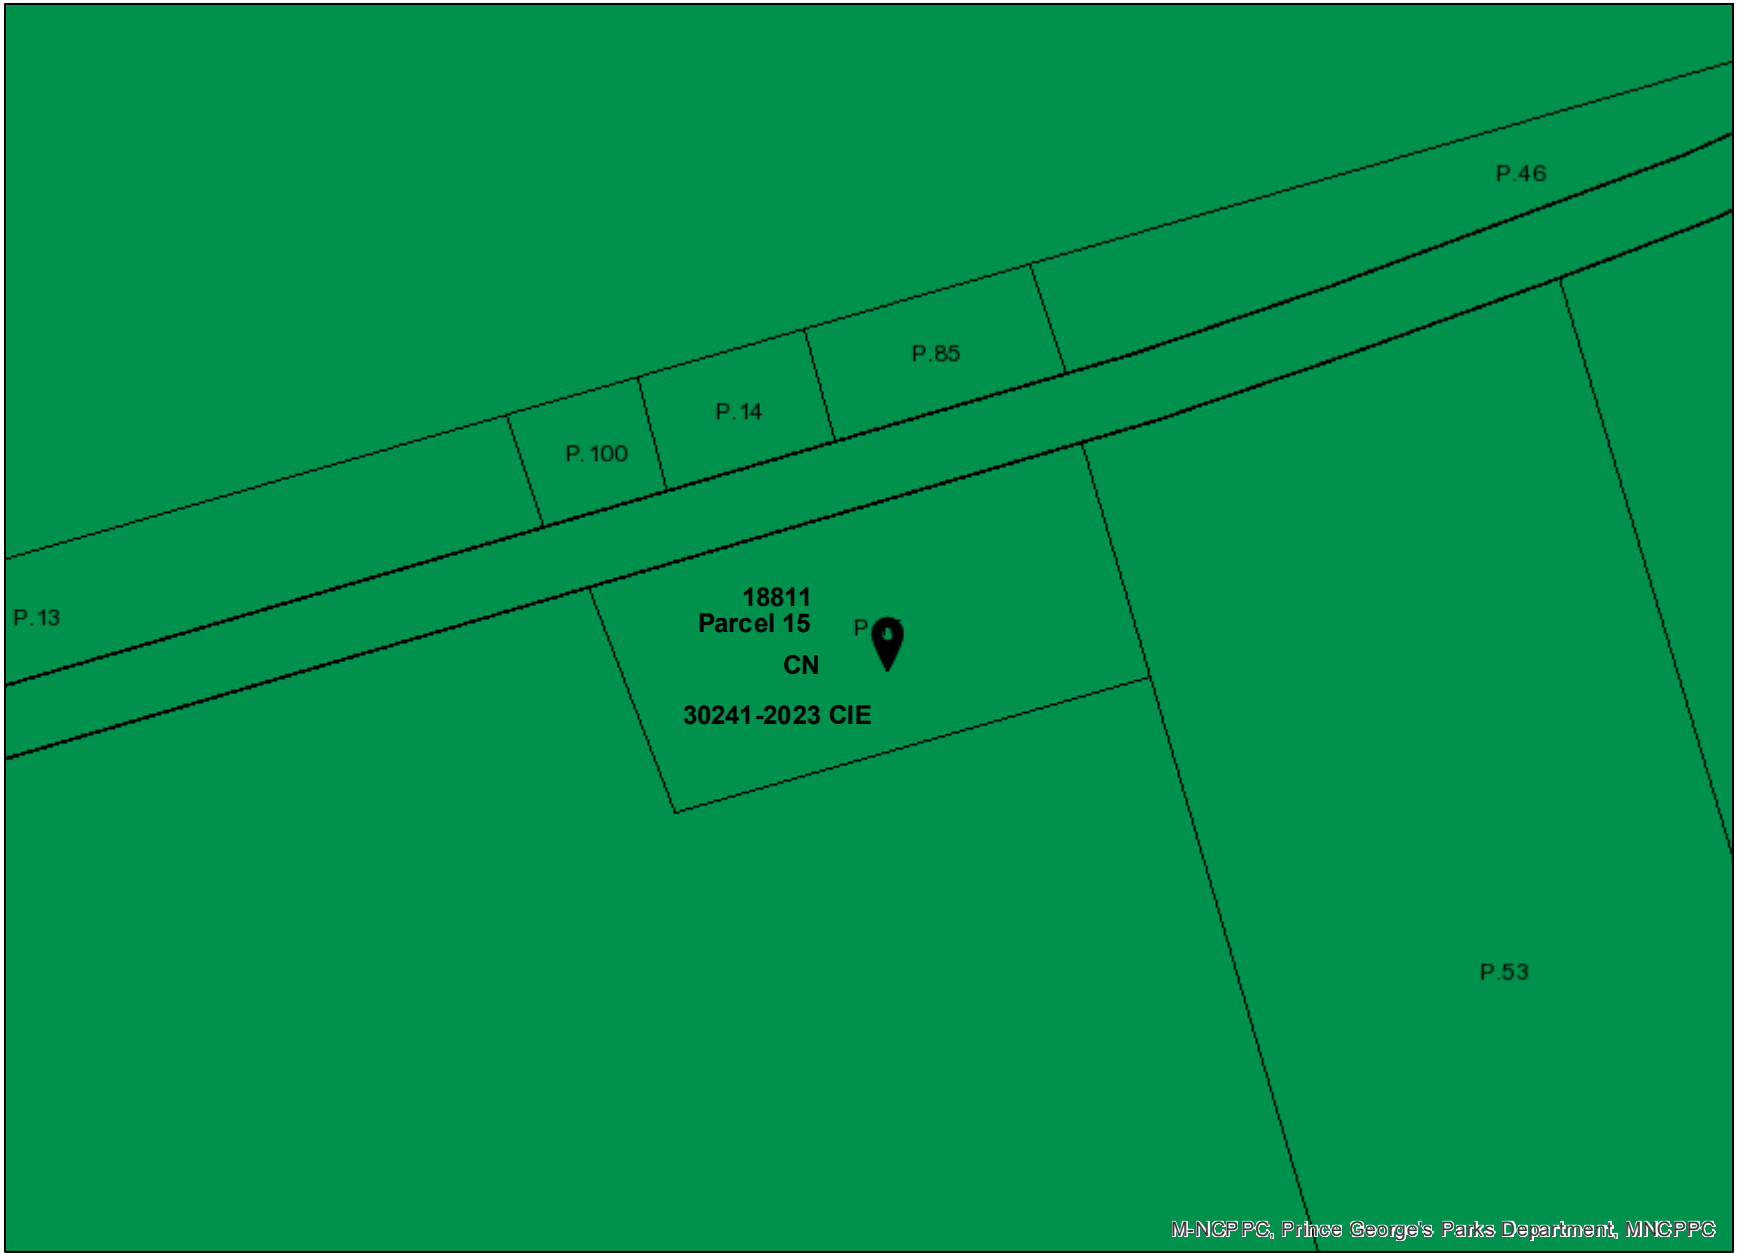 P.46
P.85
P.14
P.100
18811
P.13
Parcel 15
P
CN
30241-2023 CIE
P.53
M-NCPPC, Prince George's Parks Department, MNCPPC